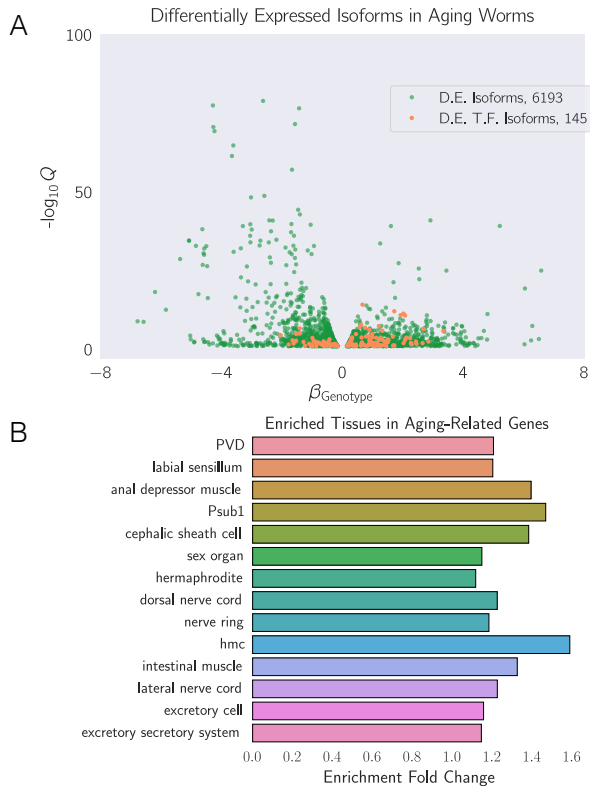 A
Differentially Expressed Isoforms in Aging Worms
100
50
0
-log10 Q
D.E. Isoforms, 6193
D.E. T.F. Isoforms, 145
−8
−4
0
4
8
βGenotype
B
Enriched Tissues in Aging-Related Genes
PVD
labial sensillum
anal depressor muscle
Psub1
cephalic sheath cell
sex organ
hermaphrodite
dorsal nerve cord
nerve ring
hmc
intestinal muscle
lateral nerve cord
excretory cell
excretory secretory system
0.0 0.2 0.4 0.6 0.8 1.0 1.2 1.4 1.6
Enrichment Fold Change